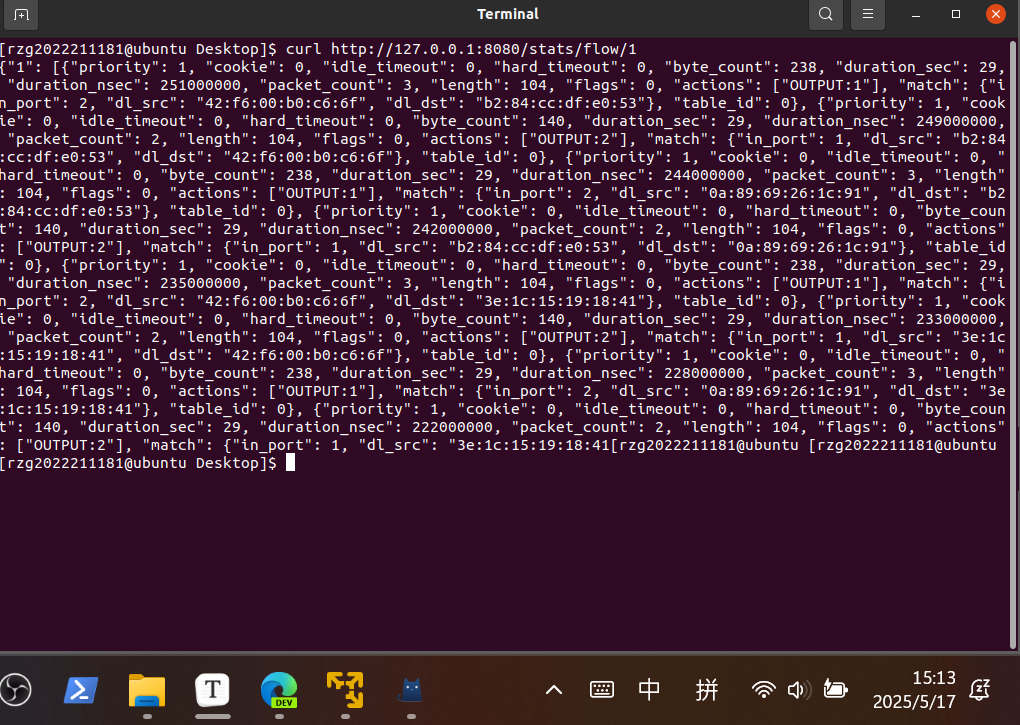 Terminal
[rzg2022211181@ubuntu Desktop]$ curl http://127.0.0.1:8080/stats/flow/1
{"1": [{"priority": 1, "cookie": 0, "idle_timeout": 0, "hard_timeout": 0, "byte_count": 238, "duration_sec": 29,
 "duration_nsec": 251000000, "packet_count": 3, "length": 104, "flags": 0, "actions": ["OUTPUT:1"], "match": {"i
n_port": 2, "dl_src": "42:f6:00:b0:c6:6f", "dl_dst": "b2:84:cc:df:e0:53"}, "table_id": 0}, {"priority": 1, "cook
ie": 0, "idle_timeout": 0, "hard_timeout": 0, "byte_count": 140, "duration_sec": 29, "duration_nsec": 249000000,
 "packet_count": 2, "length": 104, "flags": 0, "actions": ["OUTPUT:2"], "match": {"in_port": 1, "dl_src": "b2:84
:cc:df:e0:53", "dl_dst": "42:f6:00:b0:c6:6f"}, "table_id": 0}, {"priority": 1, "cookie": 0, "idle_timeout": 0, "
hard_timeout": 0, "byte_count": 238, "duration_sec": 29, "duration_nsec": 244000000, "packet_count": 3, "length"
: 104, "flags": 0, "actions": ["OUTPUT:1"], "match": {"in_port": 2, "dl_src": "0a:89:69:26:1c:91", "dl_dst": "b2
:84:cc:df:e0:53"}, "table_id": 0}, {"priority": 1, "cookie": 0, "idle_timeout": 0, "hard_timeout": 0, "byte_coun
t": 140, "duration_sec": 29, "duration_nsec": 242000000, "packet_count": 2, "length": 104, "flags": 0, "actions"
: ["OUTPUT:2"], "match": {"in_port": 1, "dl_src": "b2:84:cc:df:e0:53", "dl_dst": "0a:89:69:26:1c:91"}, "table_id
": 0}, {"priority": 1, "cookie": 0, "idle_timeout": 0, "hard_timeout": 0, "byte_count": 238, "duration_sec": 29,
 "duration_nsec": 235000000, "packet_count": 3, "length": 104, "flags": 0, "actions": ["OUTPUT:1"], "match": {"i
n_port": 2, "dl_src": "42:f6:00:b0:c6:6f", "dl_dst": "3e:1c:15:19:18:41"}, "table_id": 0}, {"priority": 1, "cook
ie": 0, "idle_timeout": 0, "hard_timeout": 0, "byte_count": 140, "duration_sec": 29, "duration_nsec": 233000000,
 "packet_count": 2, "length": 104, "flags": 0, "actions": ["OUTPUT:2"], "match": {"in_port": 1, "dl_src": "3e:1c
:15:19:18:41", "dl_dst": "42:f6:00:b0:c6:6f"}, "table_id": 0}, {"priority": 1, "cookie": 0, "idle_timeout": 0, "
hard_timeout": 0, "byte_count": 238, "duration_sec": 29, "duration_nsec": 228000000, "packet_count": 3, "length"
: 104, "flags": 0, "actions": ["OUTPUT:1"], "match": {"in_port": 2, "dl_src": "0a:89:69:26:1c:91", "dl_dst": "3e
:1c:15:19:18:41"}, "table_id": 0}, {"priority": 1, "cookie": 0, "idle_timeout": 0, "hard_timeout": 0, "byte_coun
t": 140, "duration_sec": 29, "duration_nsec": 222000000, "packet_count": 2, "length": 104, "flags": 0, "actions"
: ["OUTPUT:2"], "match": {"in_port": 1, "dl_src": "3e:1c:15:19:18:41[rzg2022211181@ubuntu [rzg2022211181@ubuntu
[rzg2022211181@ubuntu Desktop]$
T
DEV
中
拼
15:13
2025/5/17